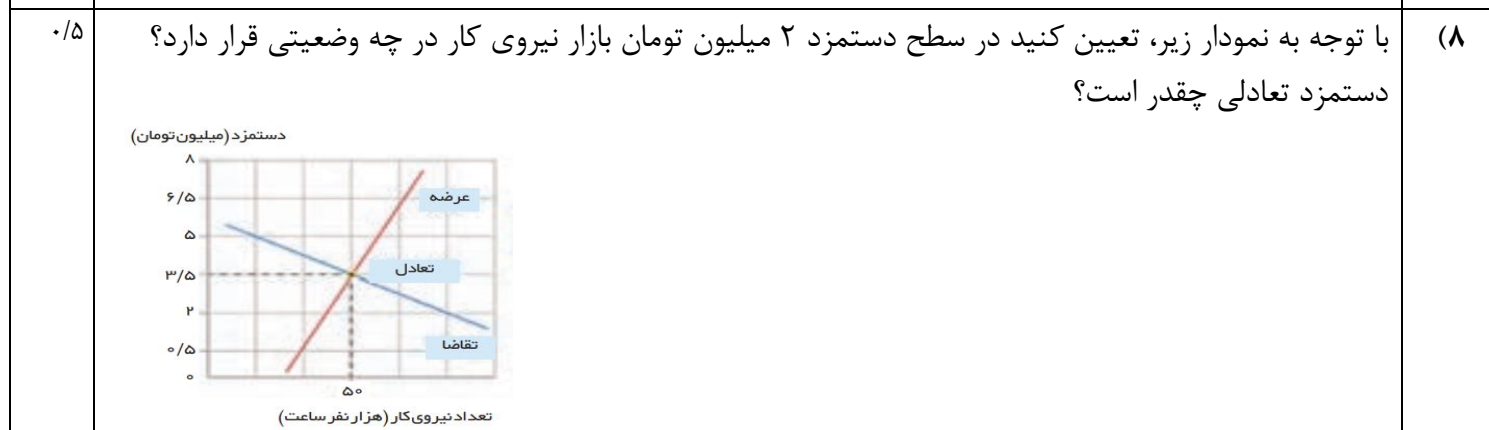 ۸) با توجه به نمودار زیر، تعیین کنید در سطح دستمزد ۲ میلیون تومان بازار نیروی کار در چه وضعیتی قرار دارد؟ ۰/۵
دستمزد تعادلی چقدر است؟
دستمزد (میلیون تومان)
۸
۶/۵
عرضه
۵
تعادل
۳/۵
۲
تقاضا
۰/۵
۰
۵۰
تعداد نیروی کار (هزار نفر ساعت)